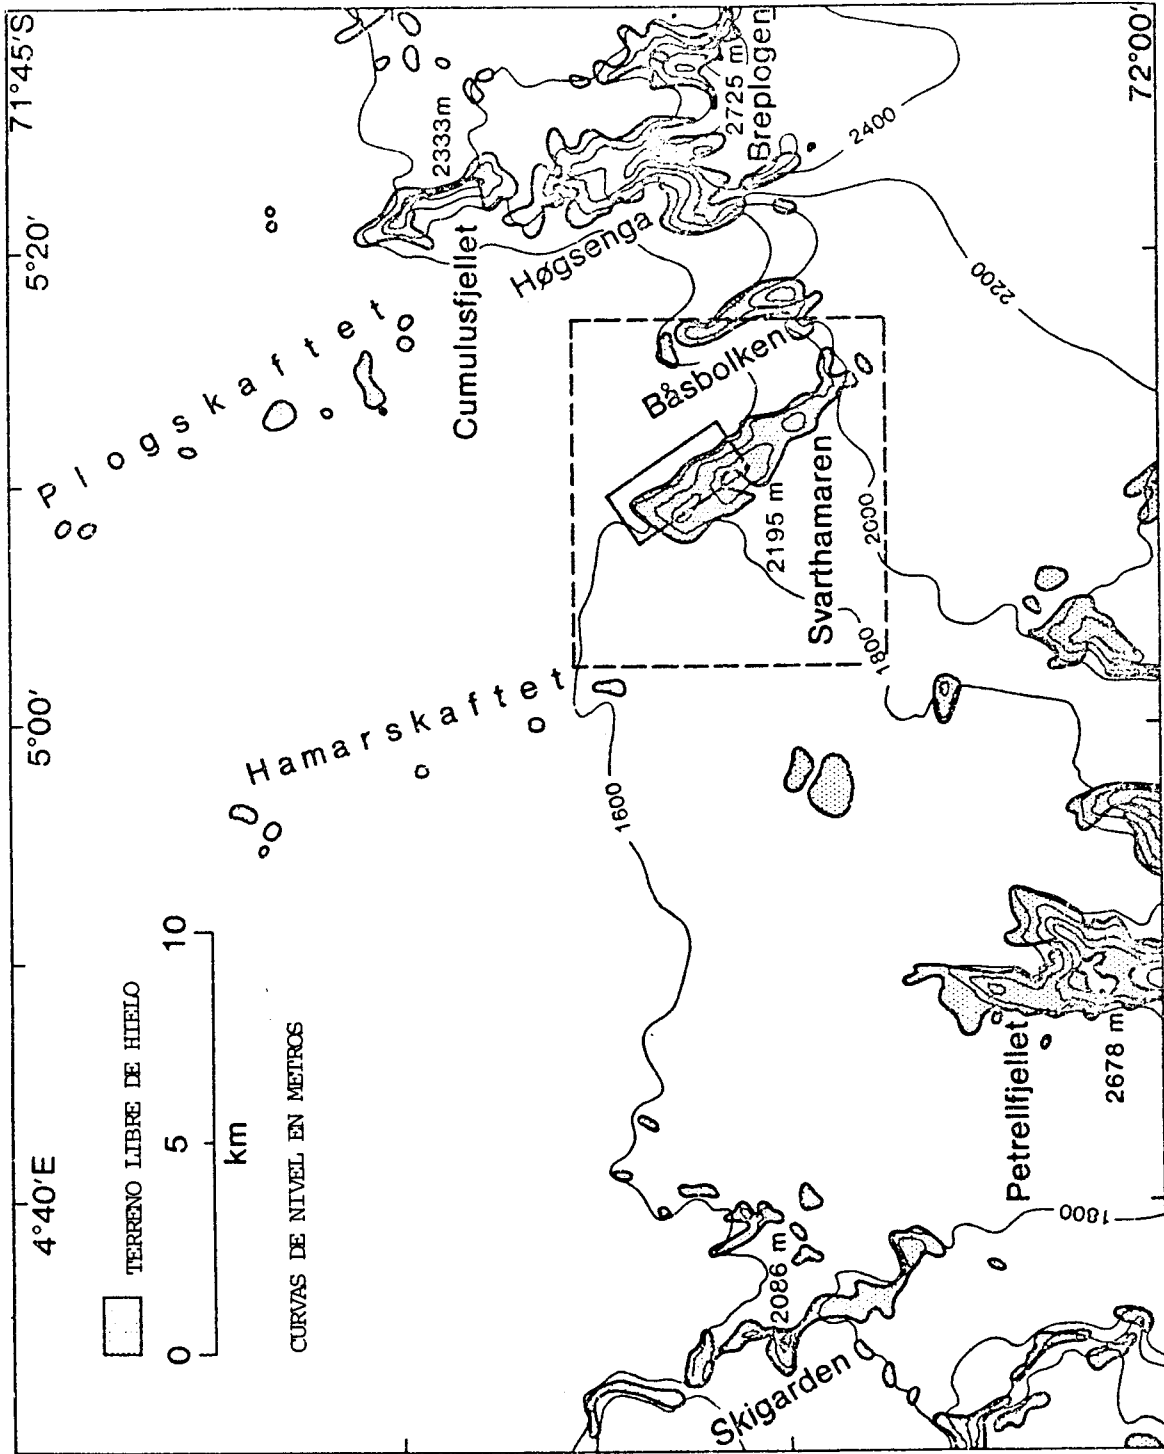 4°40′E
5°00′
5°20′
71°45′S
TERRENO LIBRE DE HIELO
0 5 10
km
CURVAS DE NIVEL EN METROS
Hamarskaftet
Plogskaftet
Cumulusfjellet
2333m
Høgsenga
2725 m
Breplogen
Båsbolken
1600
2195 m
Svarthamaren
1800
2000
2200
2400
2086 m
Skigarden
Petrellfjellet
2678 m
1800
72°00′